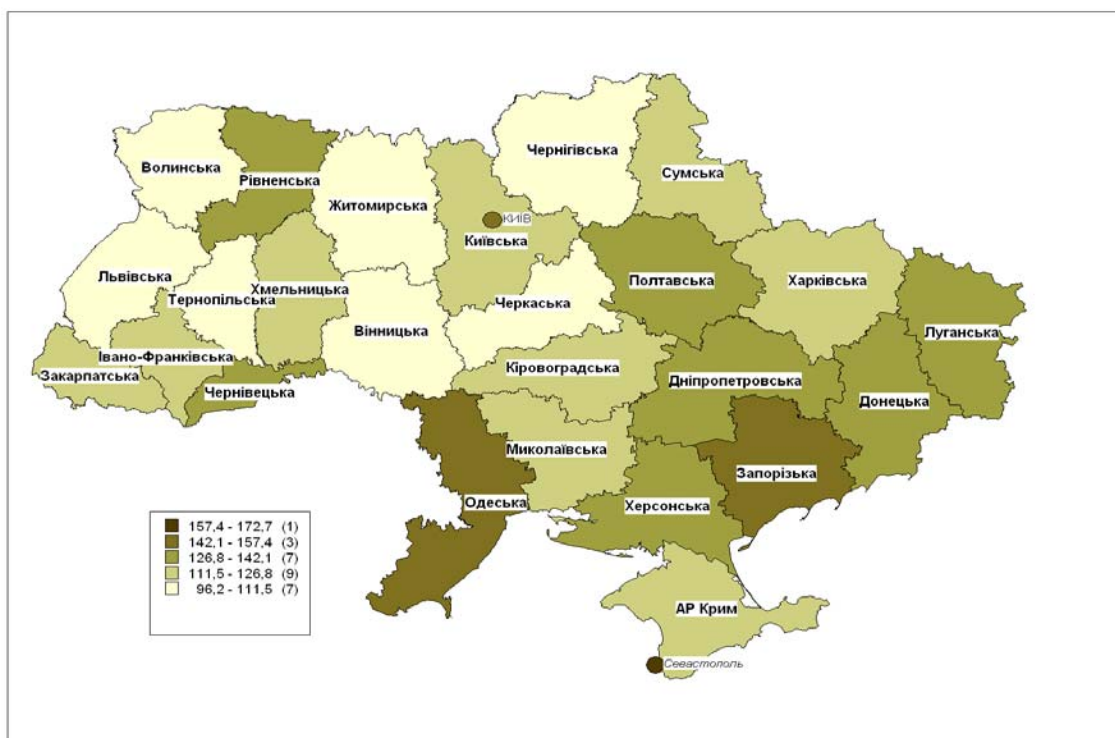 Чернігівська
Волинська
Рівненська
Сумська
Житомирська
КИЇВ
Київська
Львівська
Тернопільська
Хмельницька
Полтавська
Харківська
Черкаська
Вінницька
Луганська
Івано-Франківська
Закарпатська
Чернівецька
Кіровоградська
Дніпропетровська
Донецька
Миколаївська
Запорізька
Одеська
Херсонська
157,4 - 172,7 (1)
142,1 - 157,4 (3)
126,8 - 142,1 (7)
111,5 - 126,8 (9)
96,2 - 111,5 (7)
АР Крим
Севастополь